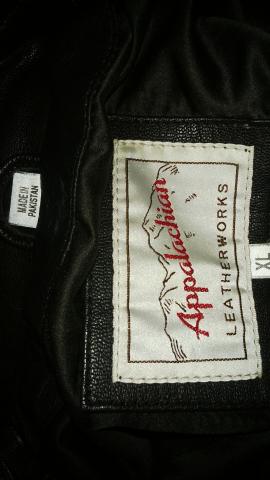 MADE IN
PAKISTAN
Appalachian
LEATHERWORKS
XL